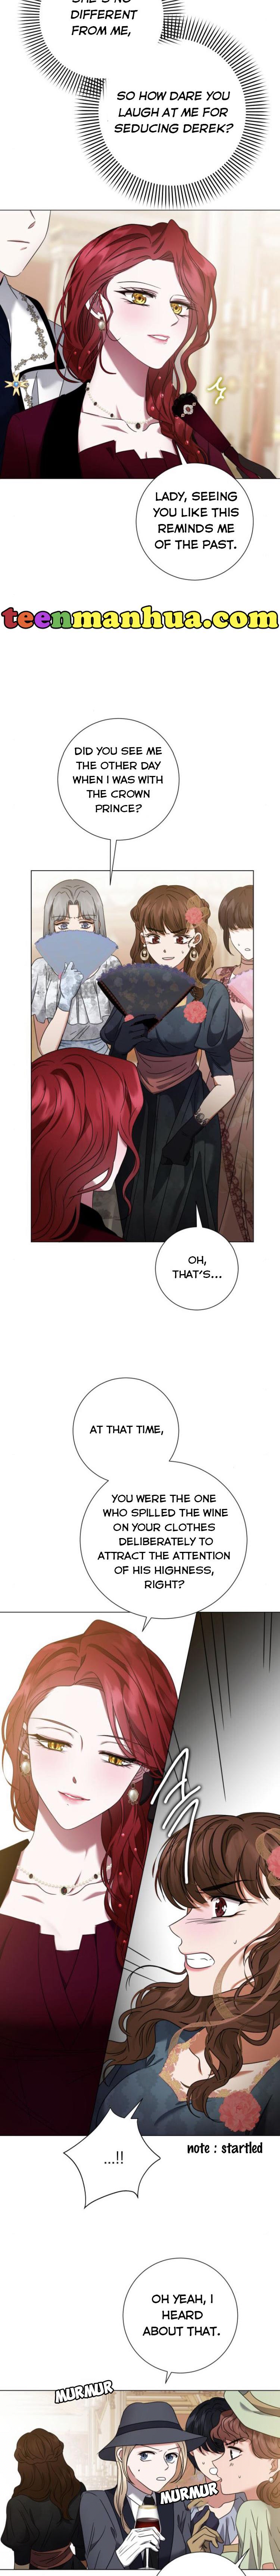 SHE'S NO
DIFFERENT
FROM ME,
SO HOW DARE YOU
LAUGH AT ME FOR
SEDUCING DEREK?
LADY, SEEING
YOU LIKE THIS
REMINDS ME
OF THE PAST.
teenmanhua.com
DID YOU SEE ME
THE OTHER DAY
WHEN I WAS WITH
THE CROWN
PRINCE?
OH,
THAT'S...
AT THAT TIME,
YOU WERE THE ONE
WHO SPILLED THE WINE
ON YOUR CLOTHES
DELIBERATELY TO
ATTRACT THE ATTENTION
OF HIS HIGHNESS,
RIGHT?
...!!
note : startled
OH YEAH, I
HEARD
ABOUT THAT.
MURMUR
MURMUR